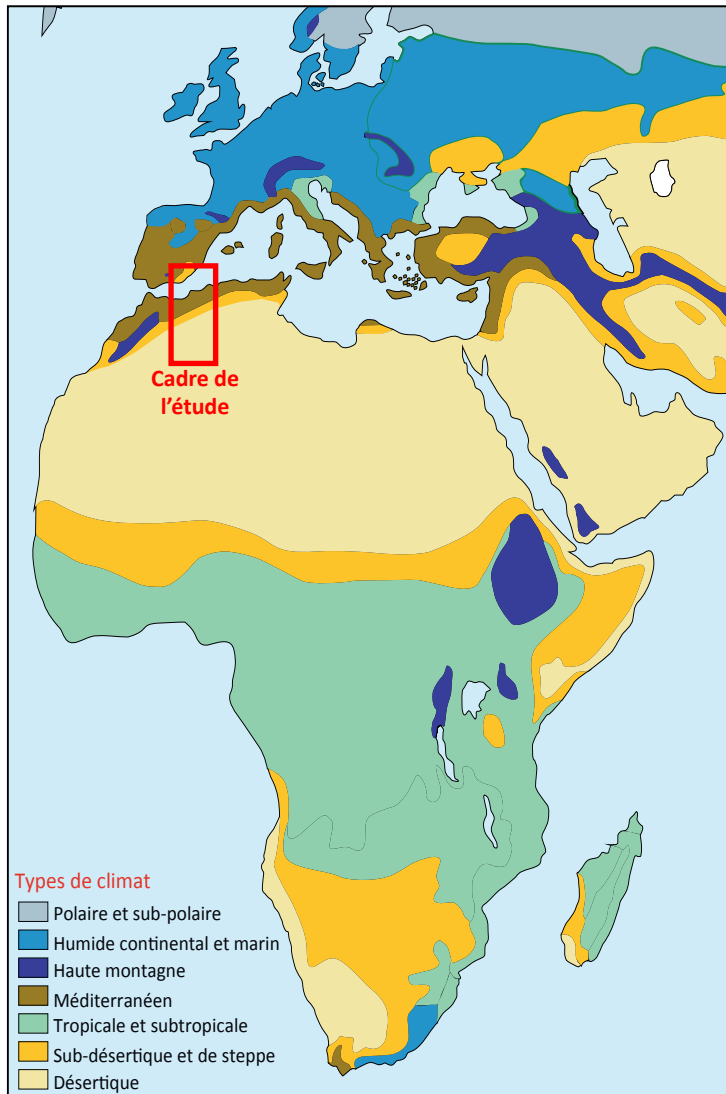 Cadre de
l'étude
Types de climat
Polaire et sub-polaire
Humide continental et marin
Haute montagne
Méditerranéen
Tropicale et subtropicale
Sub-désertique et de steppe
Désertique